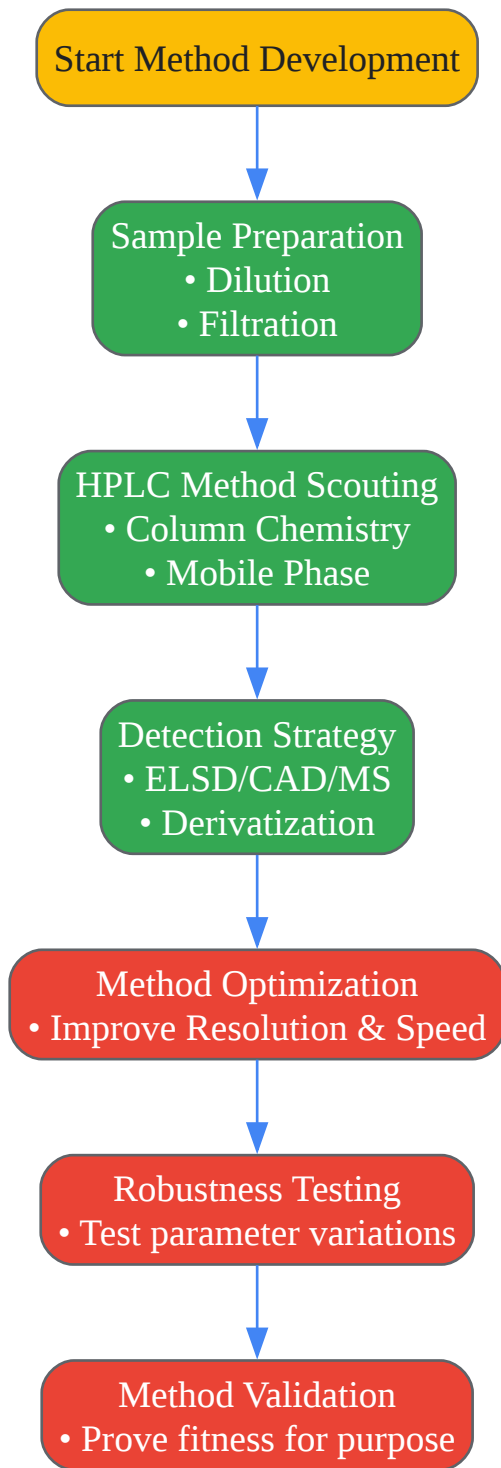 Start Method Development
Sample Preparation
• Dilution
• Filtration
HPLC Method Scouting
• Column Chemistry
• Mobile Phase
Detection Strategy
• ELSD/CAD/MS
• Derivatization
Method Optimization
• Improve Resolution & Speed
Robustness Testing
• Test parameter variations
Method Validation
• Prove fitness for purpose